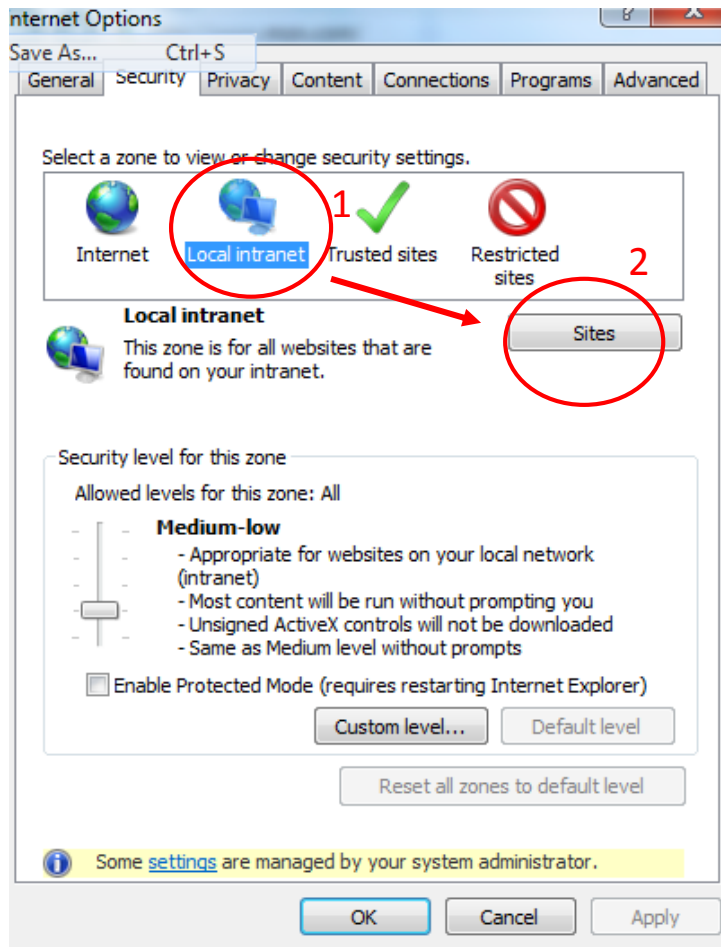 nternet Options
Save As... Ctrl+S
General Security Privacy Content Connections Programs Advanced
Select a zone to view or change security settings.
1
Internet Local intranet Trusted sites Restricted sites
2
Local intranet
Sites
This zone is for all websites that are
found on your intranet.
Security level for this zone
Allowed levels for this zone: All
Medium-low
- Appropriate for websites on your local network
(intranet)
- Most content will be run without prompting you
- Unsigned ActiveX controls will not be downloaded
- Same as Medium level without prompts
Enable Protected Mode (requires restarting Internet Explorer)
Custom level... Default level
Reset all zones to default level
Some settings are managed by your system administrator.
OK Cancel Apply